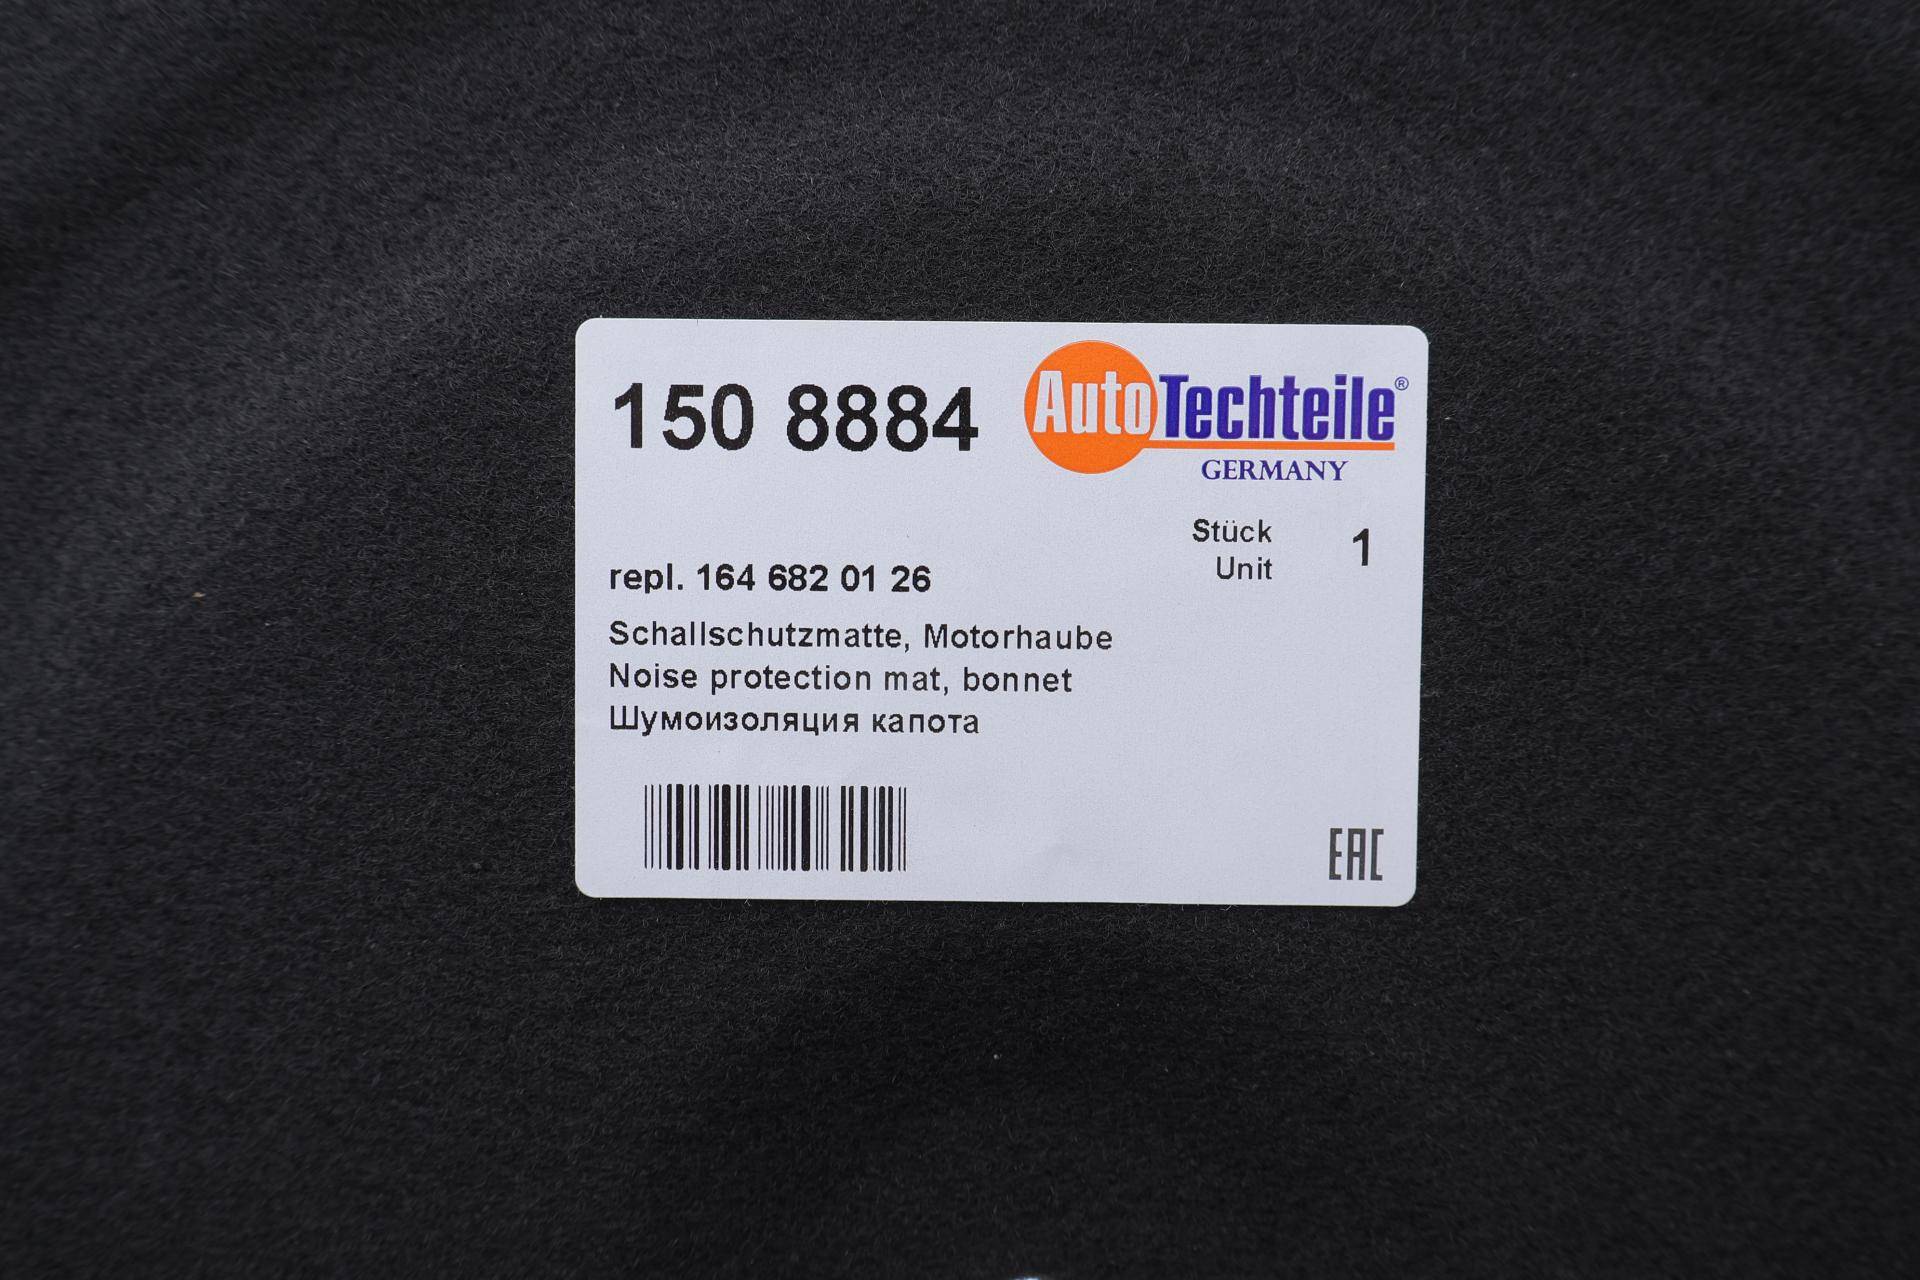 150 8884
AutoTechteile®
GERMANY
Stück 1
Unit
repl. 164 682 01 26
Schallschutzmatte, Motorhaube
Noise protection mat, bonnet
Шумоизоляция капота
EAC